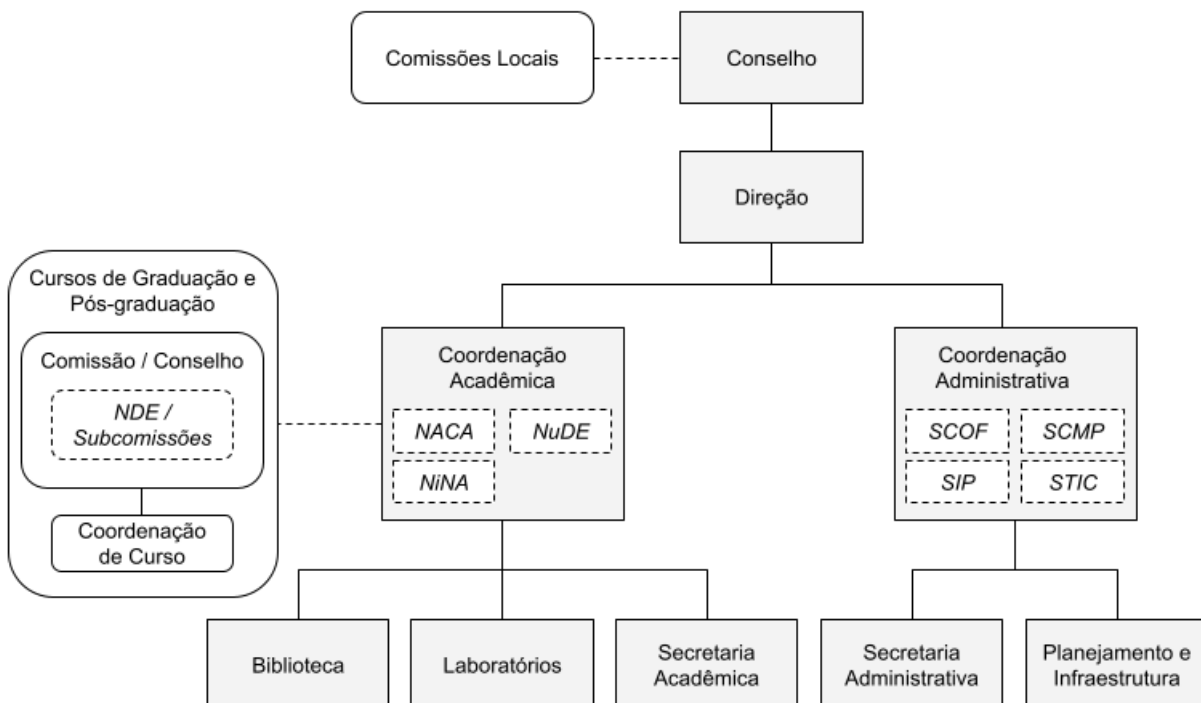 Comissões Locais
Conselho
Direção
Cursos de Graduação e
Pós-graduação
Comissão / Conselho
NDE /
Subcomissões
Coordenação
de Curso
Coordenação
Acadêmica
NACA
NuDE
NiNA
Coordenação
Administrativa
SCOF
SCMP
SIP
STIC
Biblioteca
Laboratórios
Secretaria
Acadêmica
Secretaria
Administrativa
Planejamento e
Infraestrutura